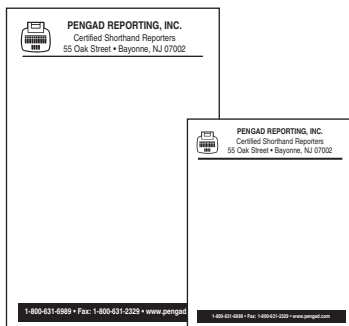 PENGAD REPORTING, INC.
Certified Shorthand Reporters
55 Oak Street • Bayonne, NJ 07002
1-800-631-6989 • Fax: 1-800-631-2329 • www.pengad
PENGAD REPORTING, INC.
Certified Shorthand Reporters
55 Oak Street • Bayonne, NJ 07002
1-800-631-6989 • Fax: 1-800-631-2329 • www.pengad.com